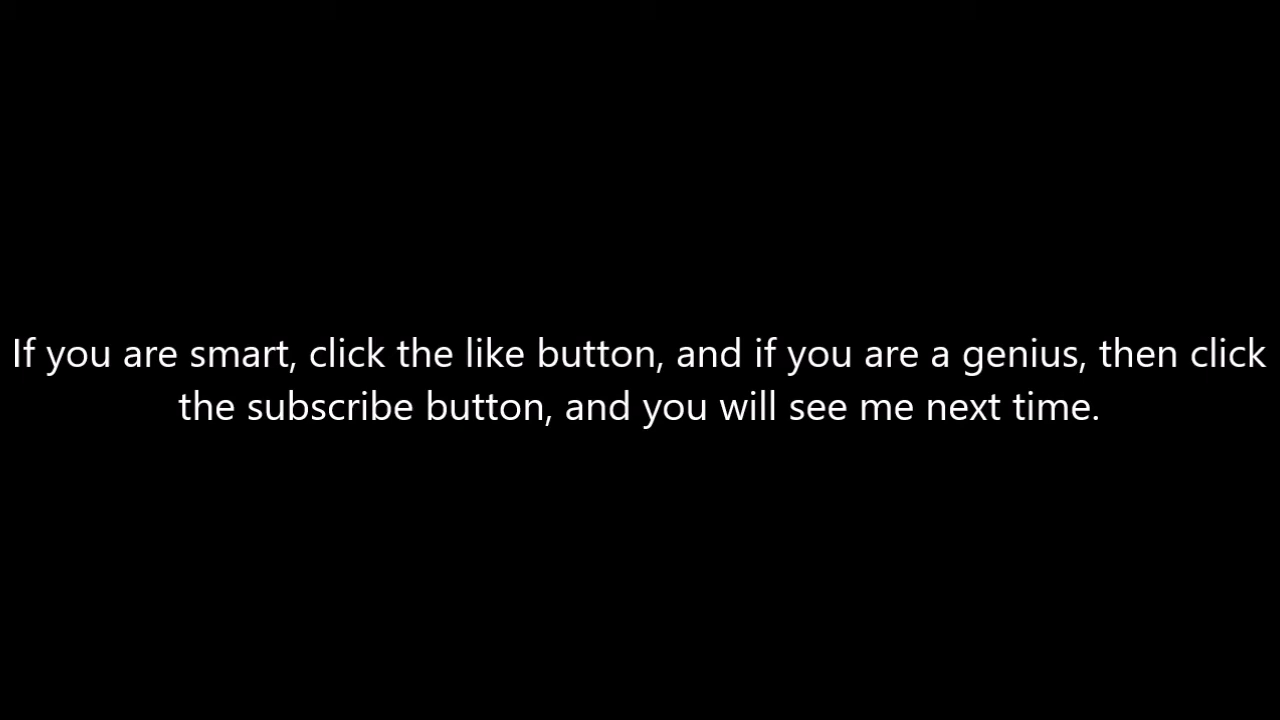 If you are smart, click the like button, and if you are a genius, then click
the subscribe button, and you will see me next time.